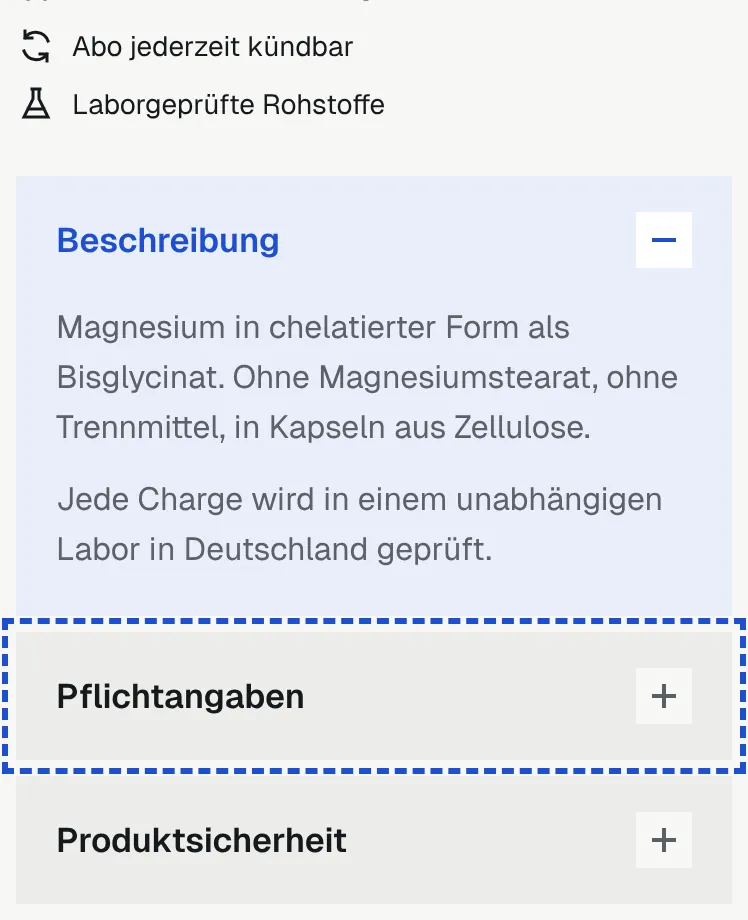 Abo jederzeit kündbar
Laborgeprüfte Rohstoffe
Beschreibung
Magnesium in chelatierter Form als
Bisglycinat. Ohne Magnesiumstearat, ohne
Trennmittel, in Kapseln aus Zellulose.
Jede Charge wird in einem unabhängigen
Labor in Deutschland geprüft.
Pflichtangaben
Produktsicherheit